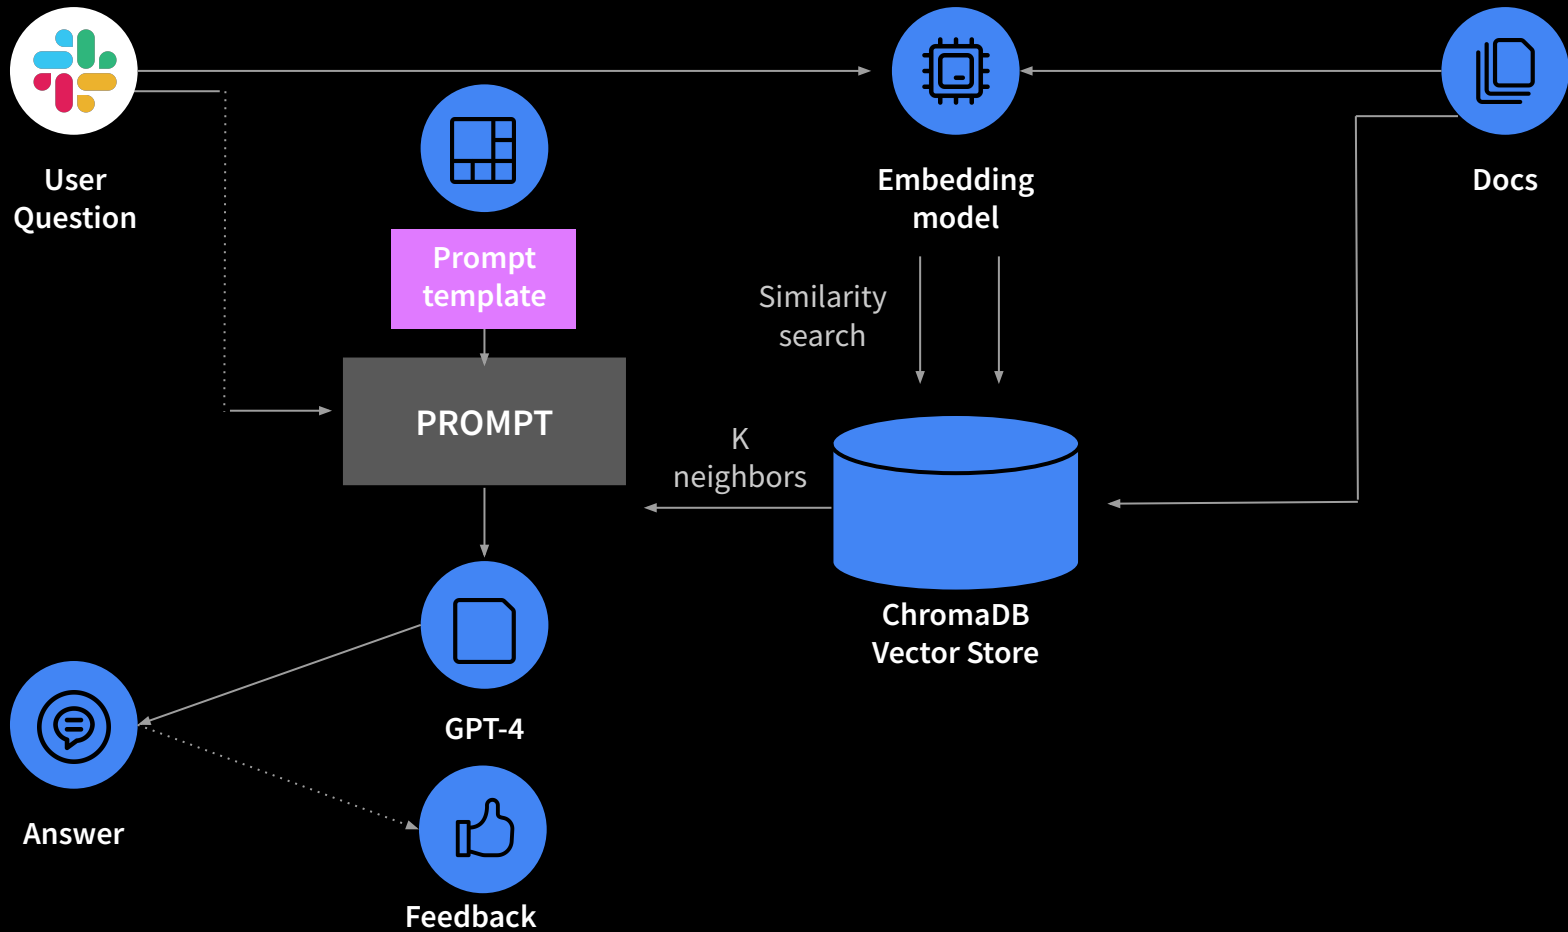 User
Question
Prompt
template
Embedding
model
Docs
Similarity
search
PROMPT
K
neighbors
ChromaDB
Vector Store
GPT-4
Answer
Feedback